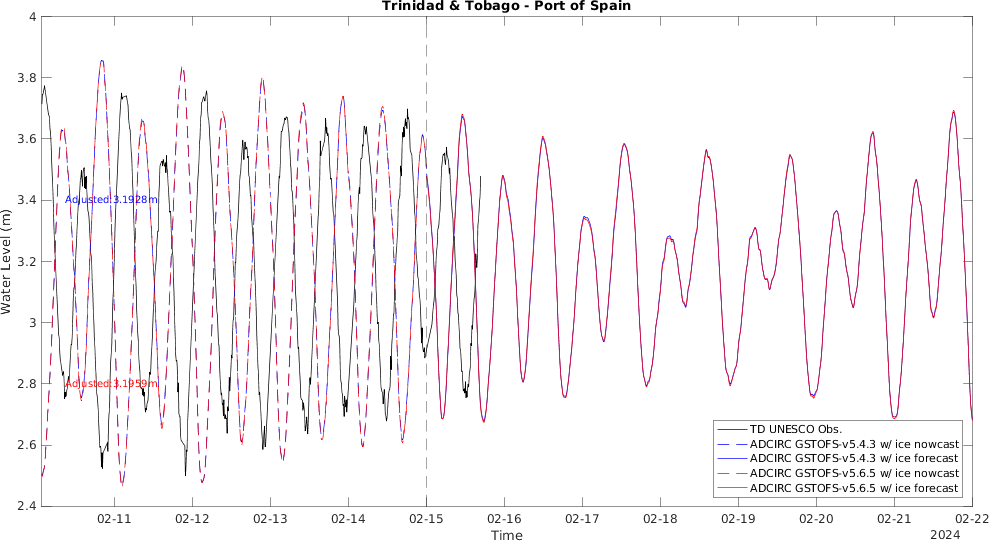 Trinidad & Tobago - Port of Spain
4
3.8
3.6
3.4
3.2
3
2.8
2.6
2.4
Water Level (m)
Adjusted:3.1928m
Adjusted:3.1959m
TD UNESCO Obs.
ADCIRC GSTOFS-v5.4.3 w/ ice nowcast
ADCIRC GSTOFS-v5.4.3 w/ ice forecast
ADCIRC GSTOFS-v5.6.5 w/ ice nowcast
ADCIRC GSTOFS-v5.6.5 w/ ice forecast
02-11 02-12 02-13 02-14 02-15 02-16 02-17 02-18 02-19 02-20 02-21 02-22
Time
2024